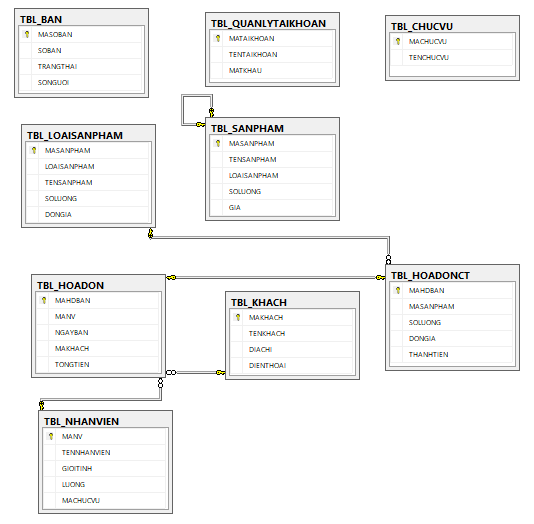 TBL_BAN
MASOBAN
SOBAN
TRANGTHAI
SONGUOI
TBL_QUANLYTAIKHOAN
MATAIKHOAN
TENTAIKHOAN
MATKHAU
TBL_CHUCVU
MACHUCVU
TENCHUCVU
TBL_LOAISANPHAM
MASANPHAM
LOAISANPHAM
TENSANPHAM
SOLUONG
DONGIA
TBL_SANPHAM
MASANPHAM
TENSANPHAM
LOAISANPHAM
SOLUONG
GIA
TBL_HOADON
MAHDBAN
MANV
NGAYBAN
MAKHACH
TONGTIEN
TBL_KHACH
MAKHACH
TENKHACH
DIACHI
DIENTHOAI
TBL_HOADONCT
MAHDBAN
MASANPHAM
SOLUONG
DONGIA
THANHTIEN
TBL_NHANVIEN
MANV
TENNHANVIEN
GIOITINH
LUONG
MACHUCVU